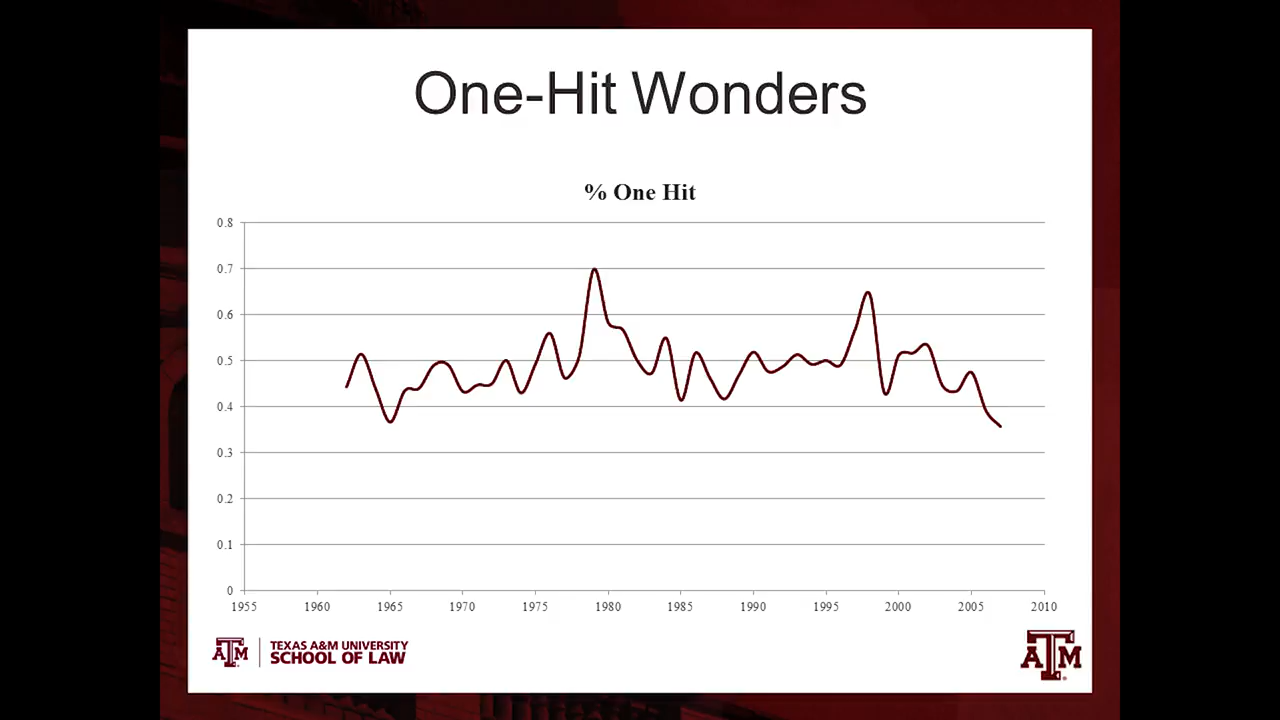 One-Hit Wonders
% One Hit
0.8
0.7
0.6
0.5
0.4
0.3
0.2
0.1
0
1955 1960 1965 1970 1975 1980 1985 1990 1995 2000 2005 2010
ATM TEXAS A&M UNIVERSITY
SCHOOL OF LAW
ATM